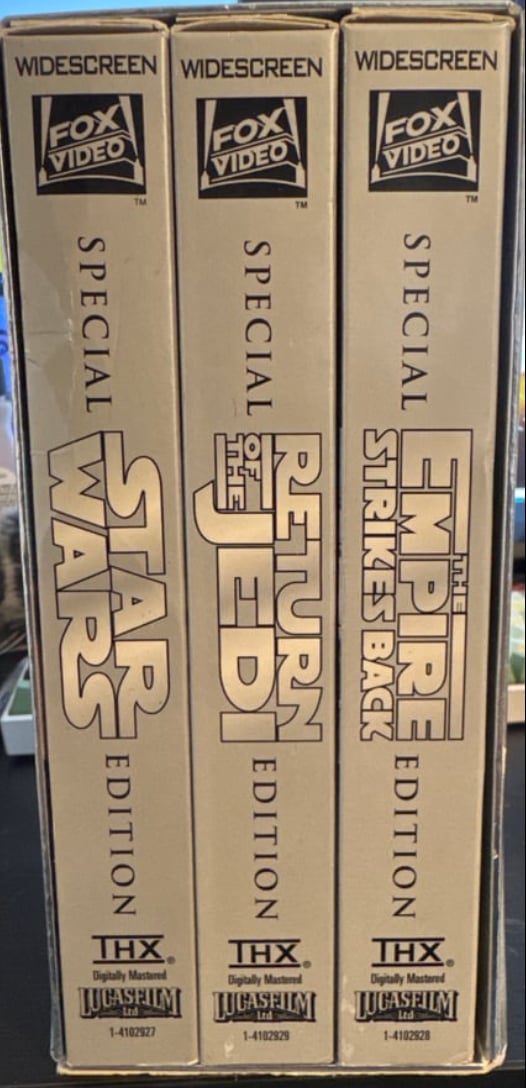 WIDESCREEN
FOX
VIDEO
TM
SPECIAL
STAR
WARS
EDITION
THX®
Digitally Mastered
LUCASFILM
Ltd
1-4102927
WIDESCREEN
FOX
VIDEO
TM
SPECIAL
RETURN
OF THE
JEDI
EDITION
THX®
Digitally Mastered
LUCASFILM
Ltd
1-4102929
WIDESCREEN
FOX
VIDEO
TM
SPECIAL
THE
EMPIRE
STRIKES BACK
EDITION
THX®
Digitally Mastered
LUCASFILM
Ltd
1-4102928